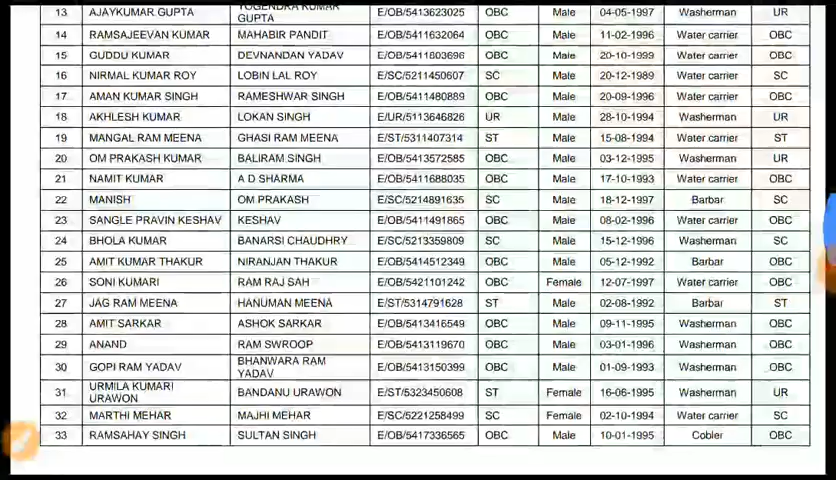 13 AJAYKUMAR GUPTA YOGENDRA KUMAR GUPTA E/OB/5413623025 OBC Male 04-05-1997 Washerman UR
14 RAMSAJEEVAN KUMAR MAHABIR PANDIT E/OB/5411632064 OBC Male 11-02-1996 Water carrier OBC
15 GUDDU KUMAR DEVNANDAN YADAV E/OB/5411603696 OBC Male 20-10-1999 Water carrier OBC
16 NIRMAL KUMAR ROY LOBIN LAL ROY E/SC/5211450607 SC Male 20-12-1989 Water carrier SC
17 AMAN KUMAR SINGH RAMESHWAR SINGH E/OB/5411480889 OBC Male 20-09-1996 Water carrier OBC
18 AKHLESH KUMAR LOKAN SINGH E/UR/5113646826 UR Male 28-10-1994 Washerman UR
19 MANGAL RAM MEENA GHASI RAM MEENA E/ST/5311407314 ST Male 15-08-1994 Water carrier ST
20 OM PRAKASH KUMAR BALIRAM SINGH E/OB/5413572585 OBC Male 03-12-1995 Washerman UR
21 NAMIT KUMAR A D SHARMA E/OB/5411688035 OBC Male 17-10-1993 Water carrier OBC
22 MANISH OM PRAKASH E/SC/5214891635 SC Male 18-12-1997 Barbar SC
23 SANGLE PRAVIN KESHAV KESHAV E/OB/5411491865 OBC Male 08-02-1996 Water carrier OBC
24 BHOLA KUMAR BANARSI CHAUDHRY E/SC/5213359809 SC Male 15-12-1996 Washerman SC
25 AMIT KUMAR THAKUR NIRANJAN THAKUR E/OB/5414512349 OBC Male 05-12-1992 Barbar OBC
26 SONI KUMARI RAM RAJ SAH E/OB/5421101242 OBC Female 12-07-1997 Water carrier OBC
27 JAG RAM MEENA HANUMAN MEENA E/ST/5314791628 ST Male 02-08-1992 Barbar ST
28 AMIT SARKAR ASHOK SARKAR E/OB/5413416549 OBC Male 09-11-1995 Washerman OBC
29 ANAND RAM SWROOP E/OB/5413119670 OBC Male 03-01-1996 Washerman OBC
30 GOPI RAM YADAV BHANWARA RAM YADAV E/OB/5413150399 OBC Male 01-09-1993 Washerman OBC
31 URMILA KUMARI URAWON BANDANU URAWON E/ST/5323450608 ST Female 16-06-1995 Washerman UR
32 MARTHI MEHAR MAJHI MEHAR E/SC/5221258499 SC Female 02-10-1994 Water carrier SC
33 RAMSAHAY SINGH SULTAN SINGH E/OB/5417336565 OBC Male 10-01-1995 Cobler OBC